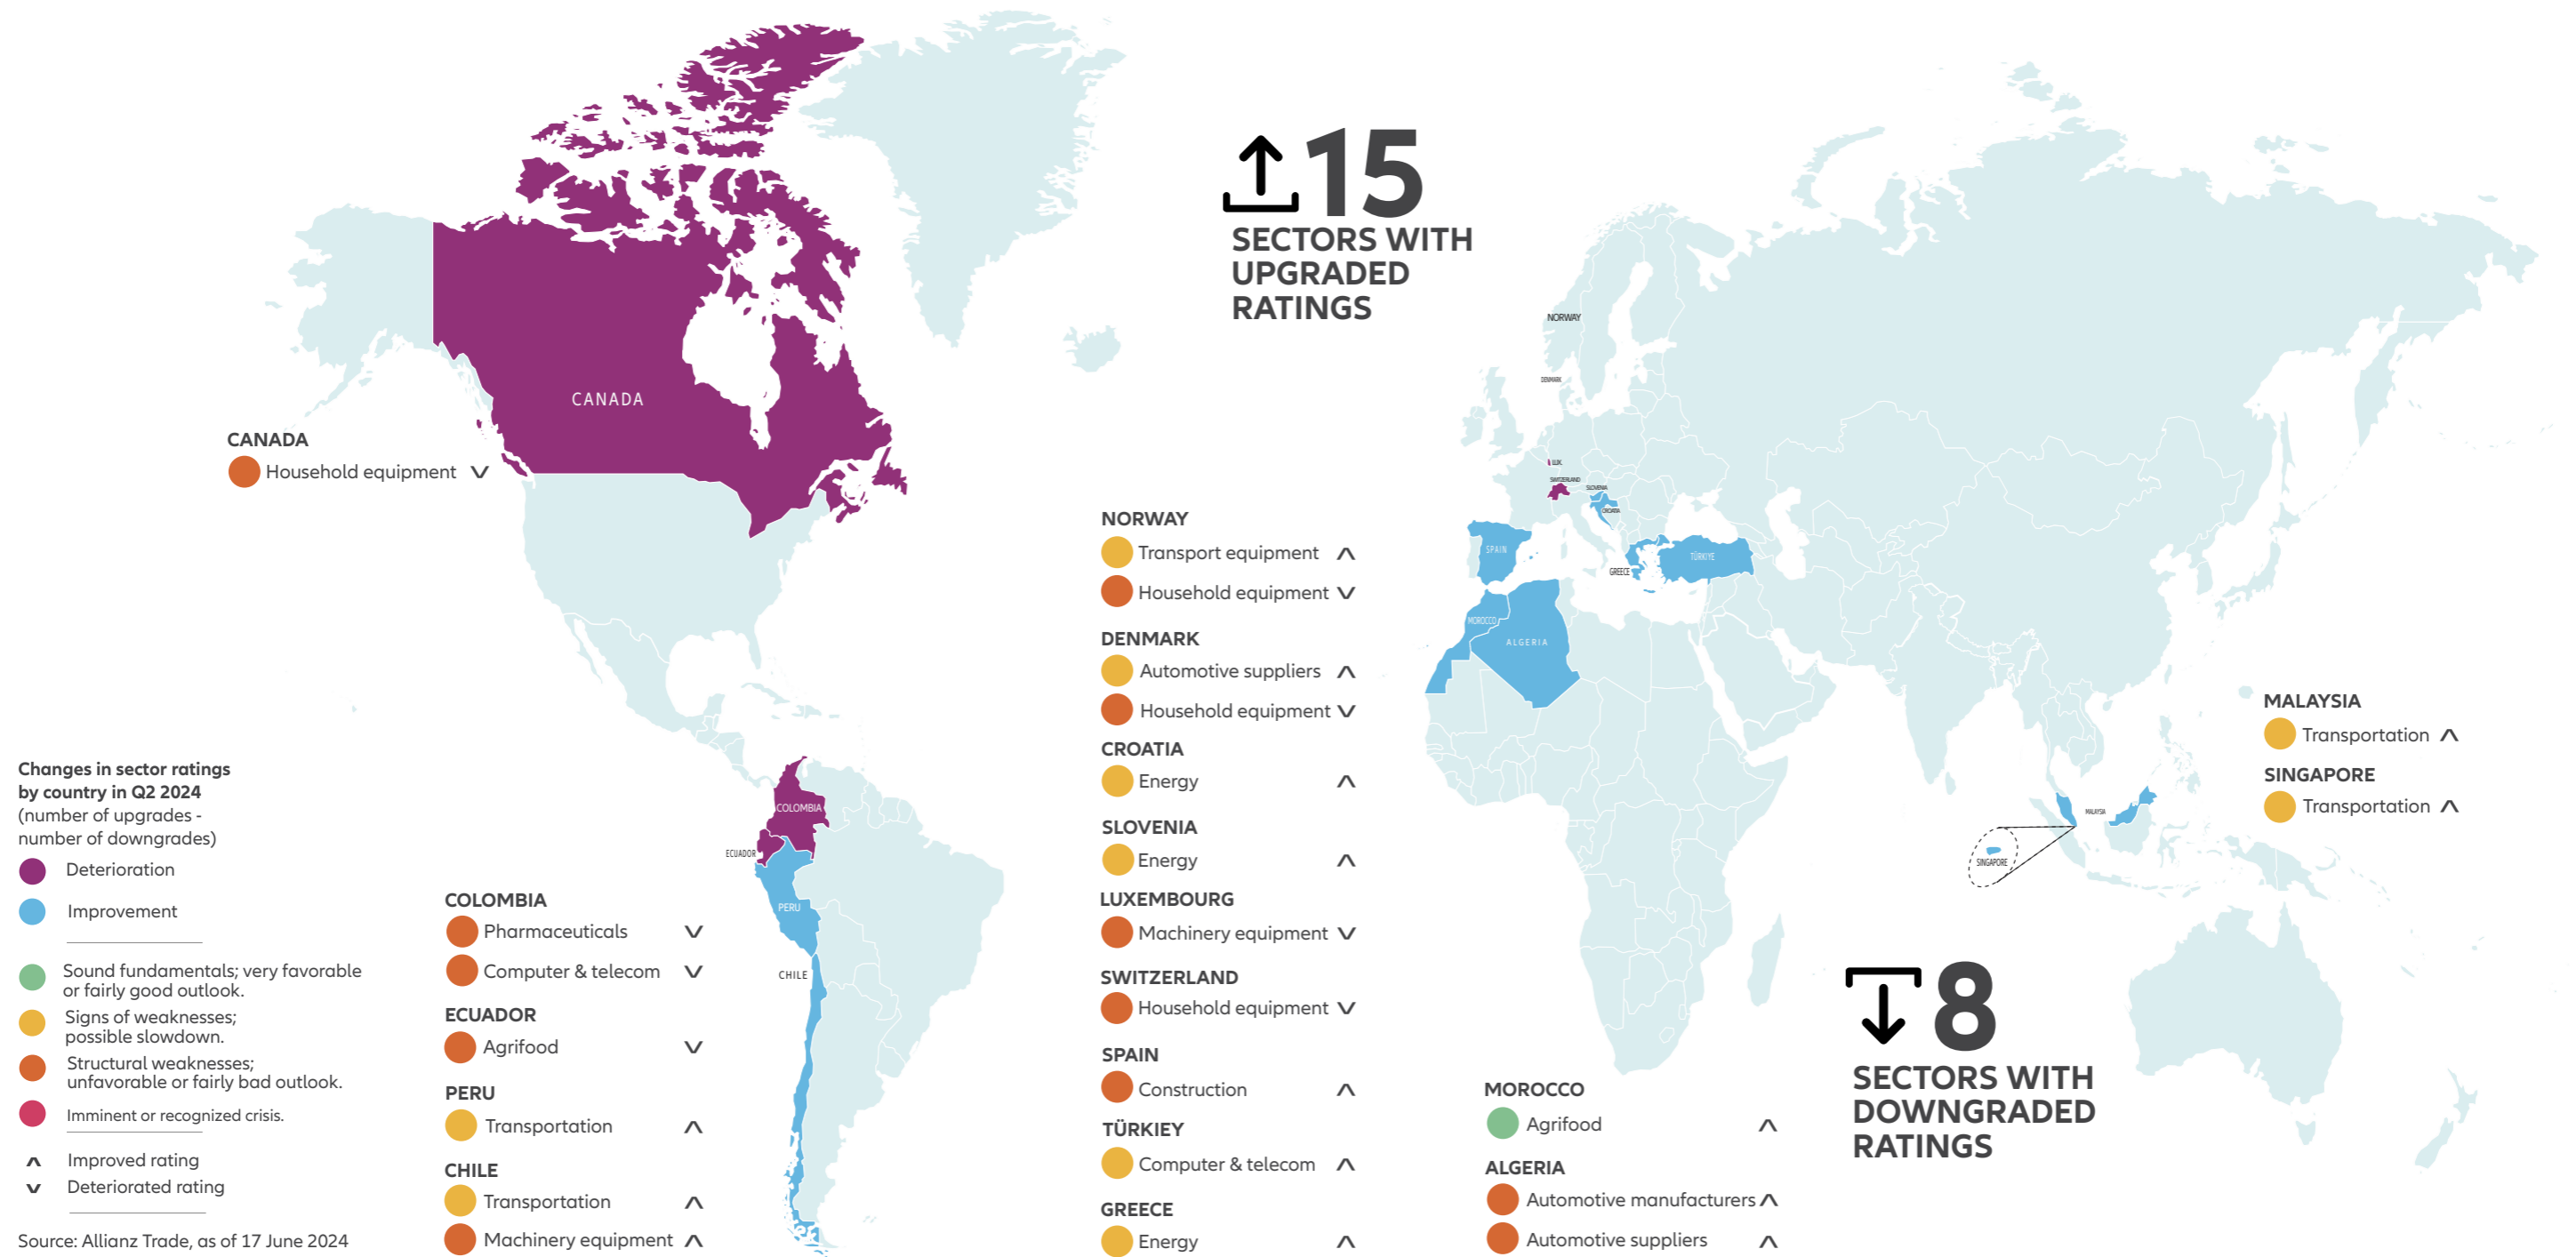 15
SECTORS WITH
UPGRADED
RATINGS
CANADA
CANADA
Household equipment ∨
NORWAY
DENMARK
LUX.
SWITZERLAND
SLOVENIA
CROATIA
SPAIN
GREECE
TÜRKIYE
MOROCCO
ALGERIA
MALAYSIA
SINGAPORE
COLOMBIA
ECUADOR
PERU
CHILE
NORWAY
Transport equipment ∧
Household equipment ∨
DENMARK
Automotive suppliers ∧
Household equipment ∨
CROATIA
Energy ∧
SLOVENIA
Energy ∧
LUXEMBOURG
Machinery equipment ∨
SWITZERLAND
Household equipment ∨
SPAIN
Construction ∧
TÜRKIEY
Computer & telecom ∧
GREECE
Energy ∧
MALAYSIA
Transportation ∧
SINGAPORE
Transportation ∧
MOROCCO
Agrifood ∧
ALGERIA
Automotive manufacturers ∧
Automotive suppliers ∧
8
SECTORS WITH
DOWNGRADED
RATINGS
COLOMBIA
Pharmaceuticals ∨
Computer & telecom ∨
ECUADOR
Agrifood ∨
PERU
Transportation ∧
CHILE
Transportation ∧
Machinery equipment ∧
Changes in sector ratings
by country in Q2 2024
(number of upgrades -
number of downgrades)
Deterioration
Improvement
Sound fundamentals; very favorable
or fairly good outlook.
Signs of weaknesses;
possible slowdown.
Structural weaknesses;
unfavorable or fairly bad outlook.
Imminent or recognized crisis.
∧ Improved rating
∨ Deteriorated rating
Source: Allianz Trade, as of 17 June 2024